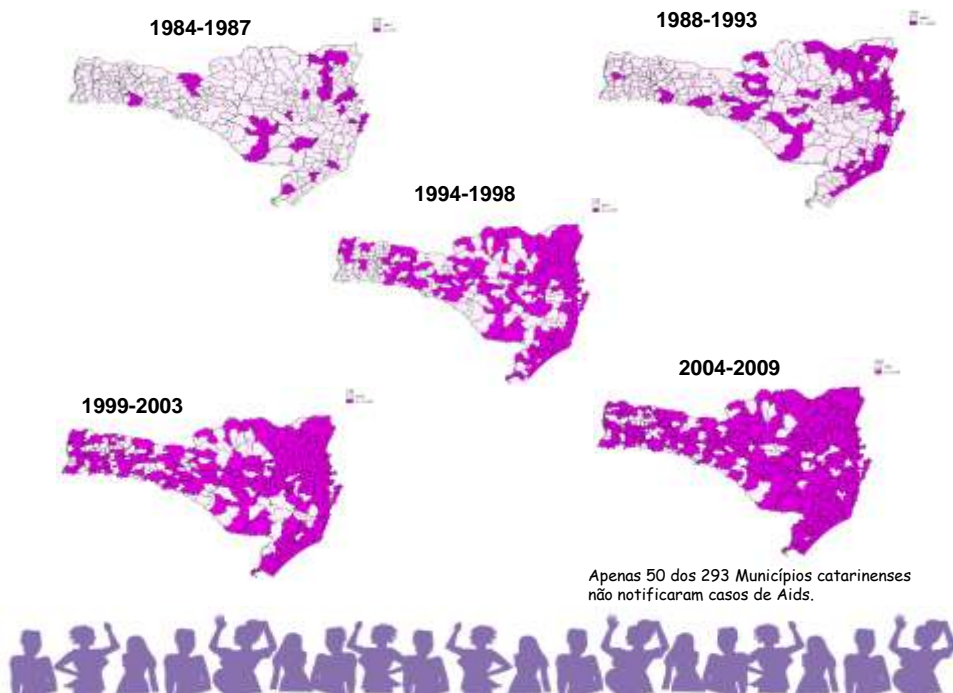 1984-1987
1988-1993
1994-1998
1999-2003
2004-2009
Apenas 50 dos 293 Municípios catarinenses
não notificaram casos de Aids.